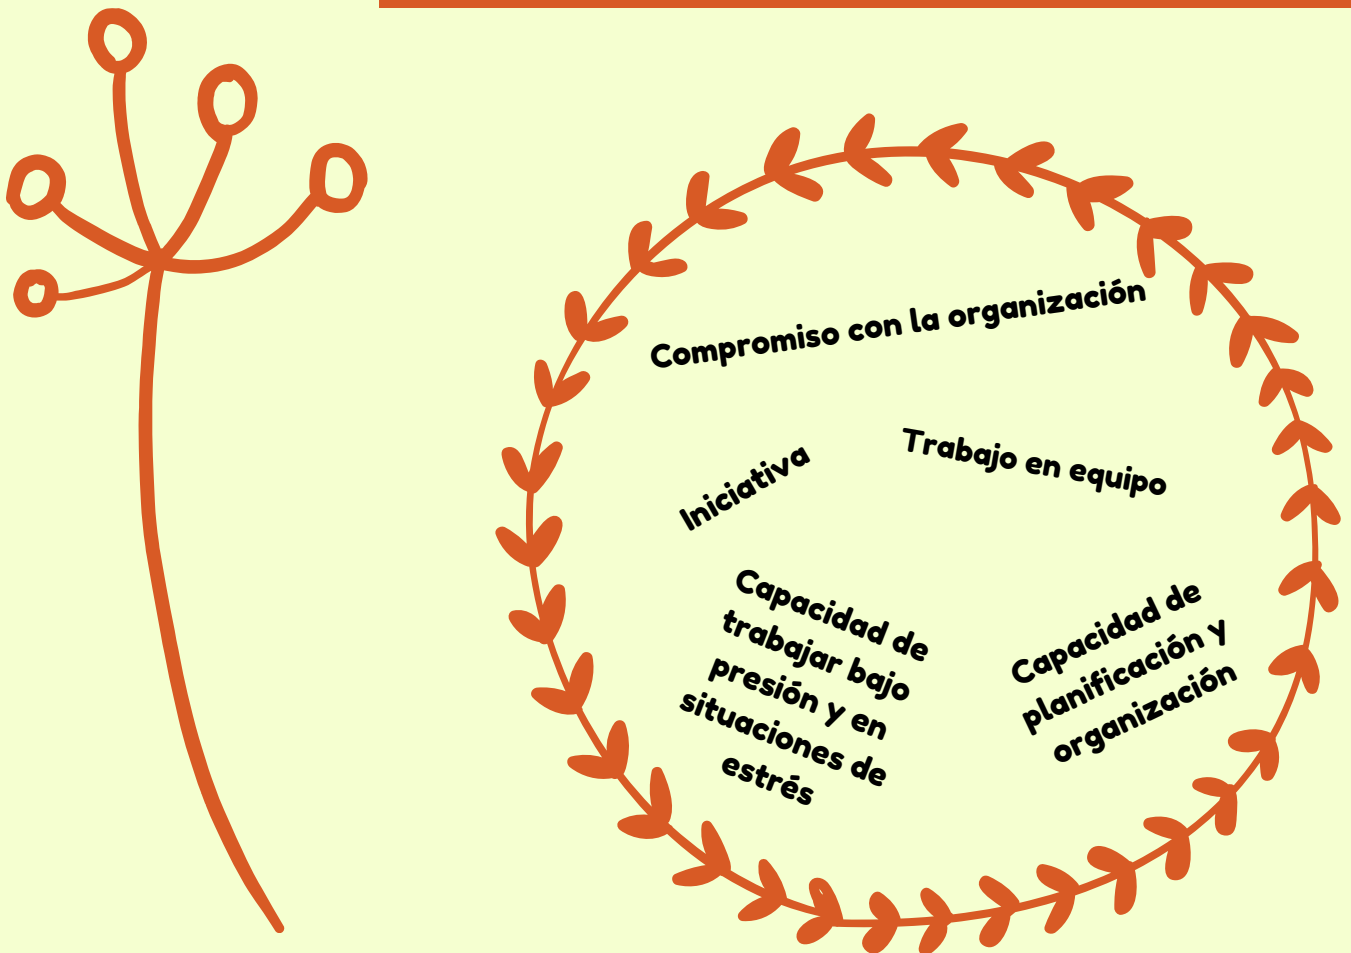 Compromiso con la organización
Iniciativa
Trabajo en equipo
Capacidad de
trabajar bajo
presión y en
situaciones de
estrés
Capacidad de
planificación y
organización